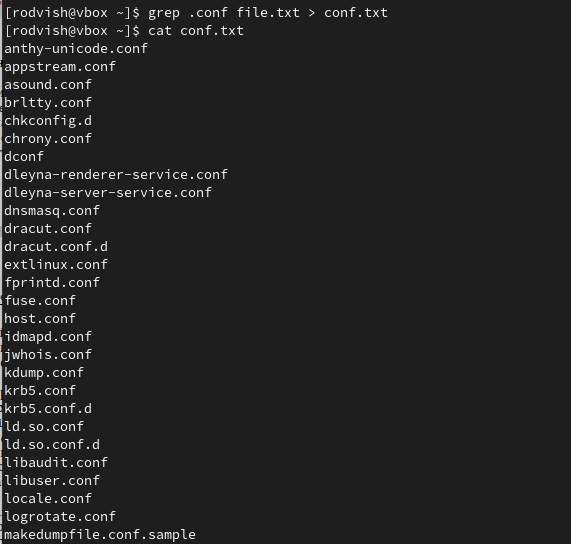 [rodvish@vbox ~]$ grep .conf file.txt > conf.txt
[rodvish@vbox ~]$ cat conf.txt
anthy-unicode.conf
appstream.conf
asound.conf
brltty.conf
chkconfig.d
chrony.conf
dconf
dleyna-renderer-service.conf
dleyna-server-service.conf
dnsmasq.conf
dracut.conf
dracut.conf.d
extlinux.conf
fprintd.conf
fuse.conf
host.conf
idmapd.conf
jwhois.conf
kdump.conf
krb5.conf
krb5.conf.d
ld.so.conf
ld.so.conf.d
libaudit.conf
libuser.conf
locale.conf
logrotate.conf
makedumpfile.conf.sample